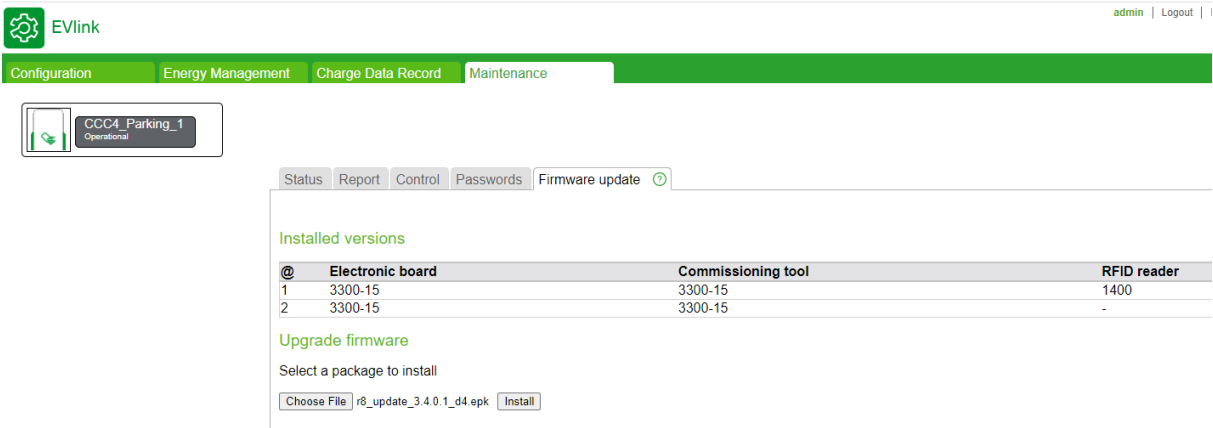 admin | Logout |
EVlink
Configuration Energy Management Charge Data Record Maintenance
CCC4_Parking_1
Operational
Status Report Control Passwords Firmware update ?
Installed versions
@ Electronic board Commissioning tool RFID reader
1 3300-15 3300-15 1400
2 3300-15 3300-15 -
Upgrade firmware
Select a package to install
Choose File r8_update_3.4.0.1_d4.epk Install